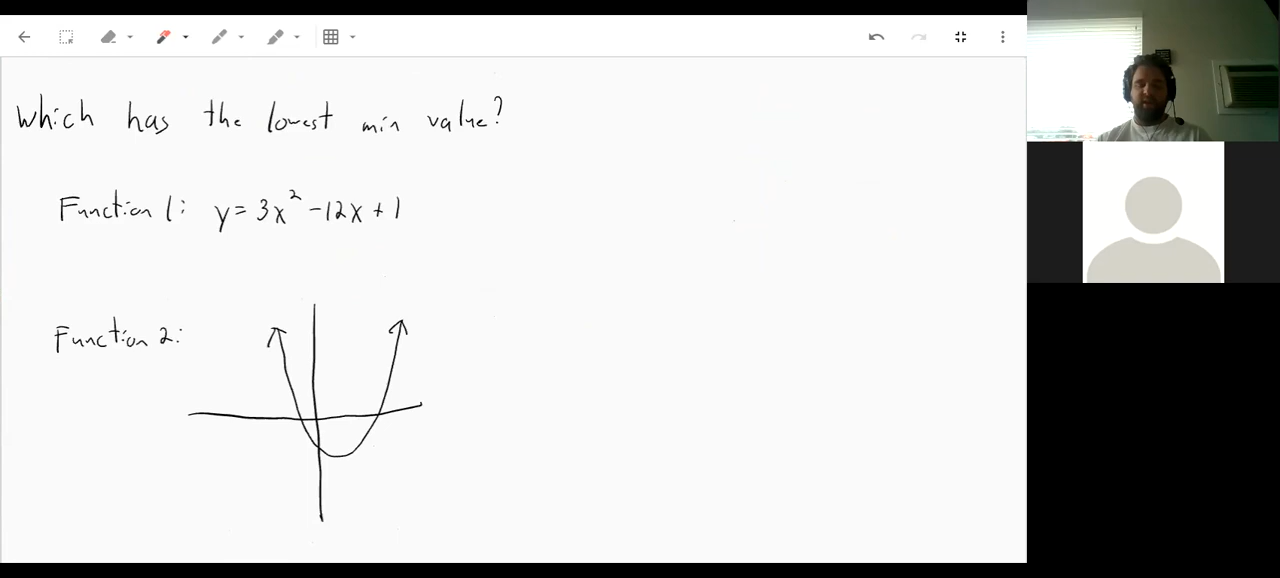 Which has the lowest min value?
Function 1: y = 3x² - 12x + 1
Function 2: